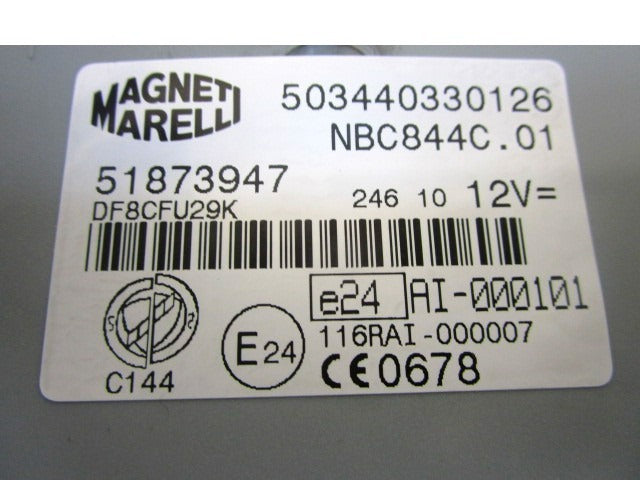 MAGNETI
MARELLI
503440330126
NBC844C.01
51873947
246 10 12V=
DF8CFU29K
e24 AI-000101
116RAI-000007
E24
CE0678
C144